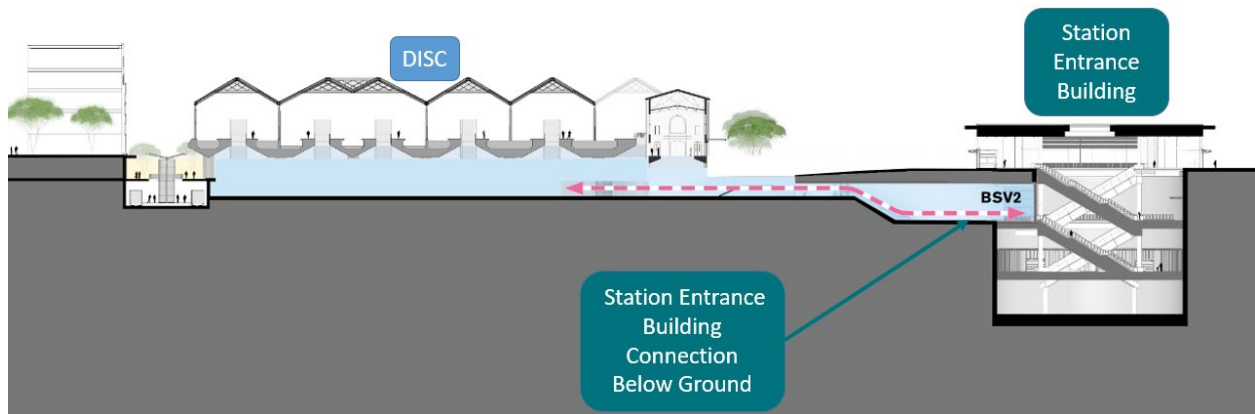 DISC
Station
Entrance
Building
BSV2
Station Entrance
Building
Connection
Below Ground